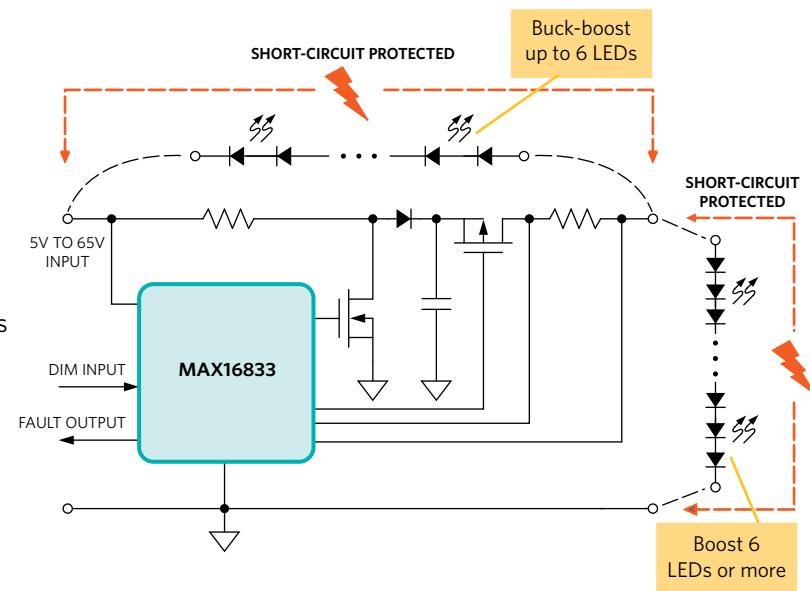 Buck-boost
up to 6 LEDs
SHORT-CIRCUIT PROTECTED
SHORT-CIRCUIT
PROTECTED
5V TO 65V
INPUT
s
MAX16833
DIM INPUT
FAULT OUTPUT
Boost 6
LEDs or more